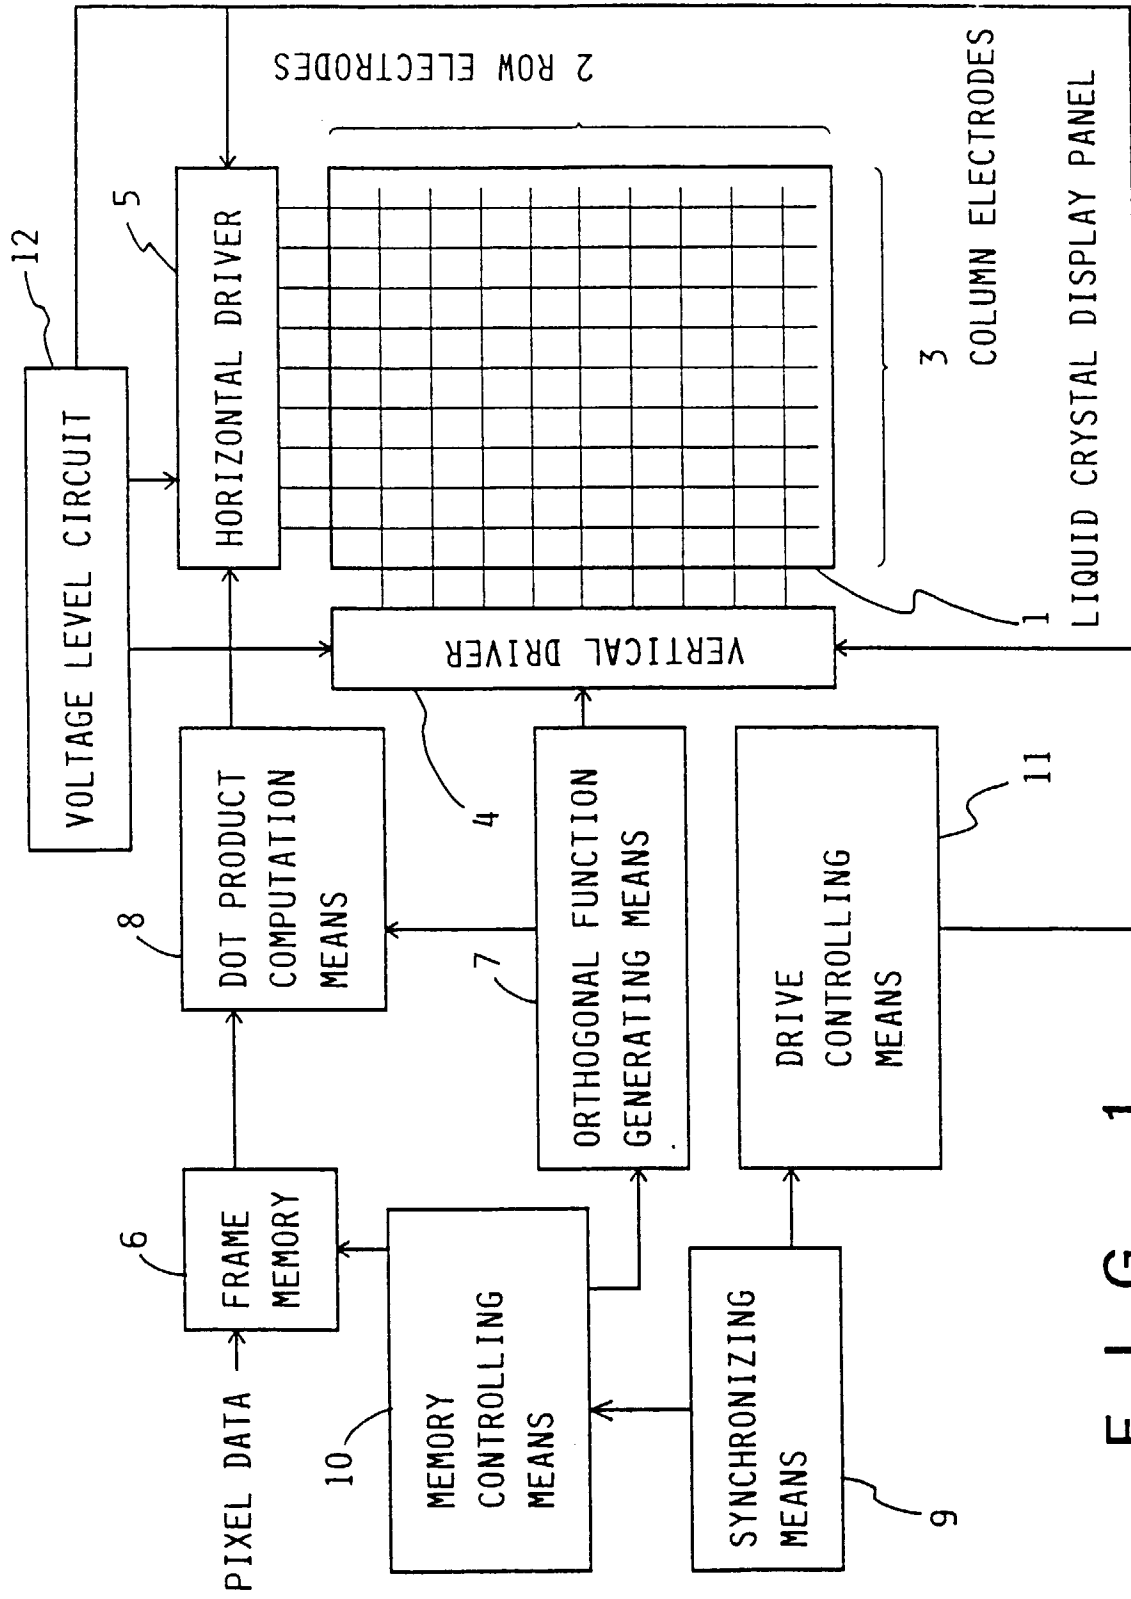 12
VOLTAGE LEVEL CIRCUIT
5
HORIZONTAL DRIVER
2 ROW ELECTRODES
8
DOT PRODUCT
COMPUTATION
MEANS
6
FRAME
MEMORY
PIXEL DATA
VERTICAL DRIVER
4
3
COLUMN ELECTRODES
1
LIQUID CRYSTAL DISPLAY PANEL
7
ORTHOGONAL FUNCTION
GENERATING MEANS
10
MEMORY
CONTROLLING
MEANS
DRIVE
CONTROLLING
MEANS
11
SYNCHRONIZING
MEANS
9
FIG 1